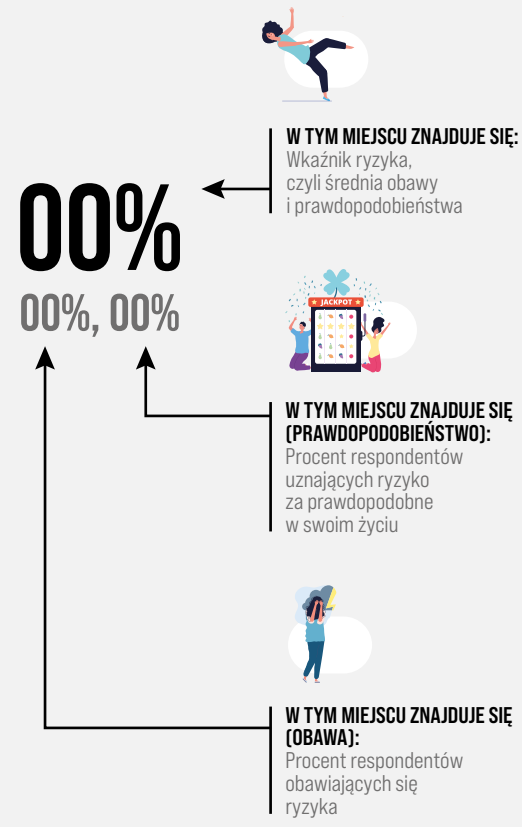 W TYM MIEJSCU ZNAJDUJE SIĘ:
Wkaźnik ryzyka,
czyli średnia obawy
i prawdopodobieństwa
00%
00%, 00%
JACKPOT
W TYM MIEJSCU ZNAJDUJE SIĘ
(PRAWDOPODOBIEŃSTWO):
Procent respondentów
uznających ryzyko
za prawdopodobne
w swoim życiu
W TYM MIEJSCU ZNAJDUJE SIĘ
(OBAWA):
Procent respondentów
obawiających się
ryzyka